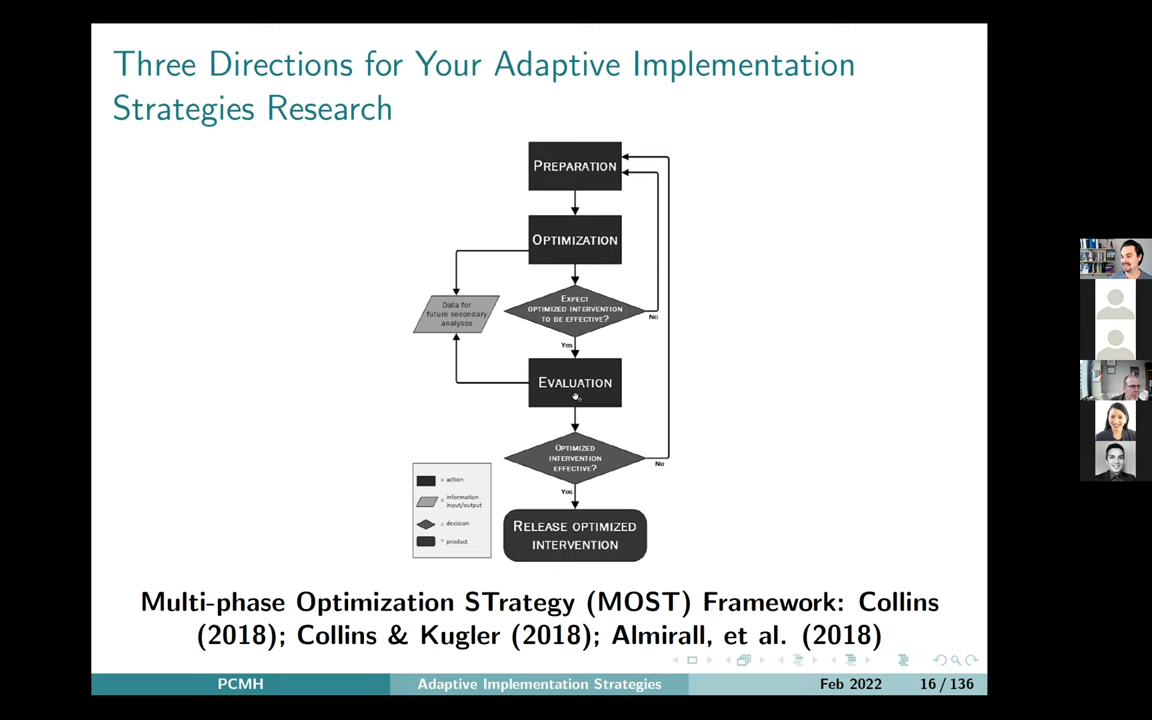 Three Directions for Your Adaptive Implementation
Strategies Research
PREPARATION
OPTIMIZATION
EXPECT
OPTIMIZED INTERVENTION
TO BE EFFECTIVE?
No
Data for
future secondary
analyses
Yes
EVALUATION
OPTIMIZED
INTERVENTION
EFFECTIVE?
No
Yes
RELEASE OPTIMIZED
INTERVENTION
= action
= information
input/output
= decision
= product
Multi-phase Optimization STrategy (MOST) Framework: Collins
(2018); Collins & Kugler (2018); Almirall, et al. (2018)
PCMH Adaptive Implementation Strategies Feb 2022 16 / 136